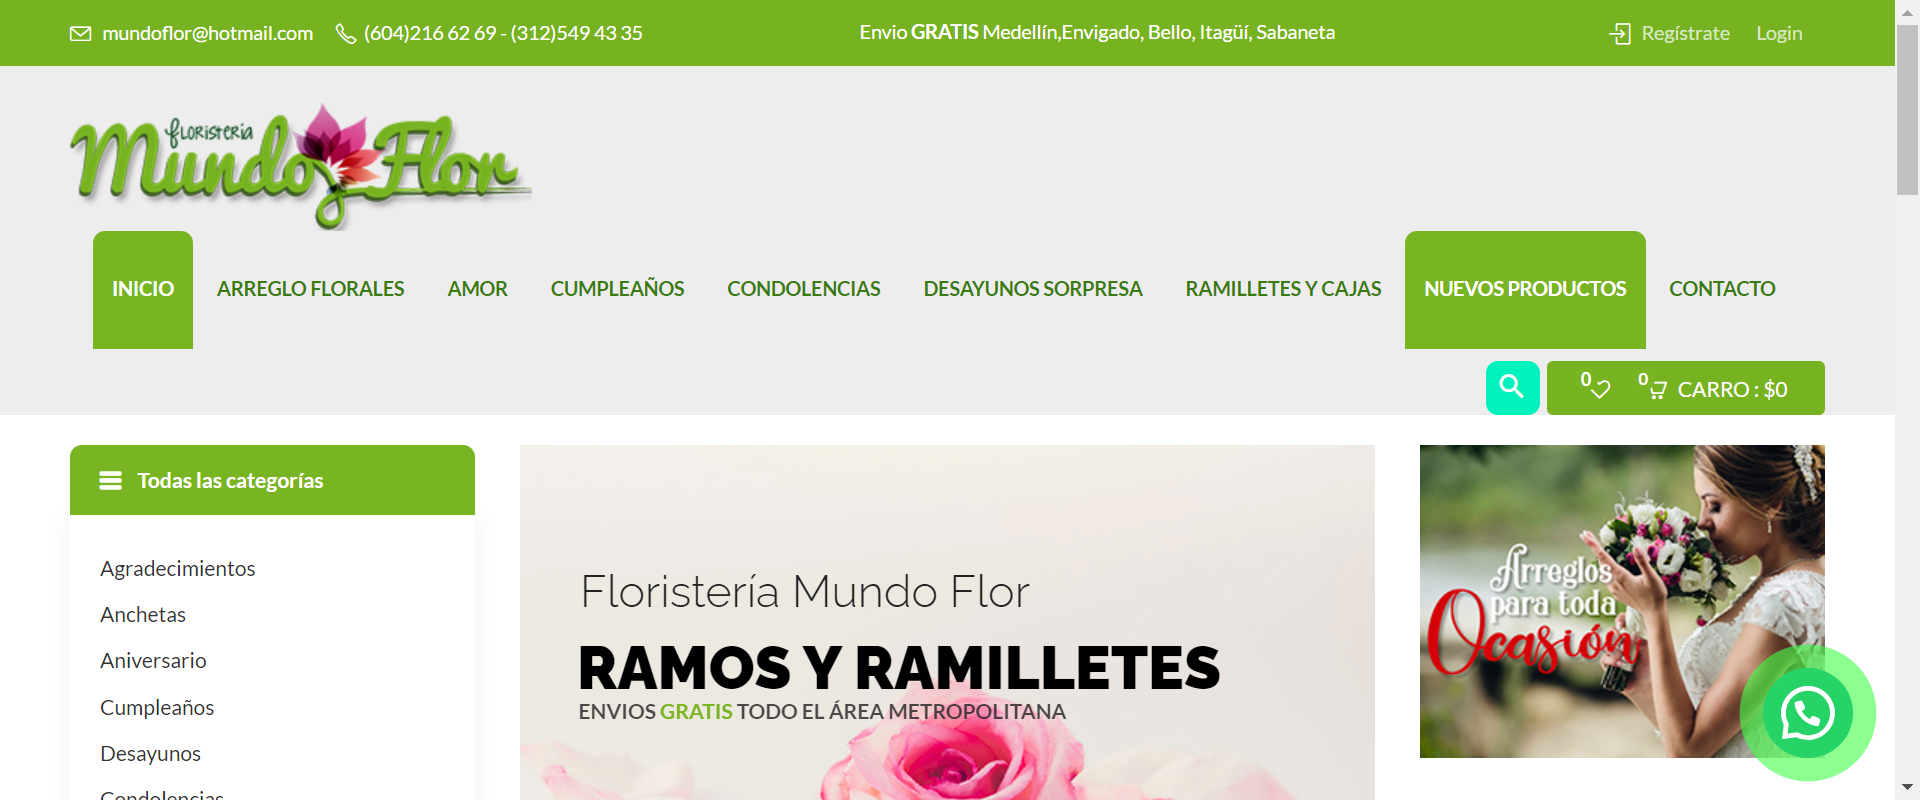 mundoflor@hotmail.com (604)216 62 69 - (312)549 43 35 Envio GRATIS Medellín,Envigado, Bello, Itagüí, Sabaneta Regístrate Login
floristería
Mundo Flor
INICIO ARREGLO FLORALES AMOR CUMPLEAÑOS CONDOLENCIAS DESAYUNOS SORPRESA RAMILLETES Y CAJAS NUEVOS PRODUCTOS CONTACTO
0 0 CARRO : $0
Todas las categorías
Agradecimientos
Anchetas
Aniversario
Cumpleaños
Desayunos
Condolencias
Floristería Mundo Flor
RAMOS Y RAMILLETES
ENVIOS GRATIS TODO EL ÁREA METROPOLITANA
Arreglos
para toda
Ocasión